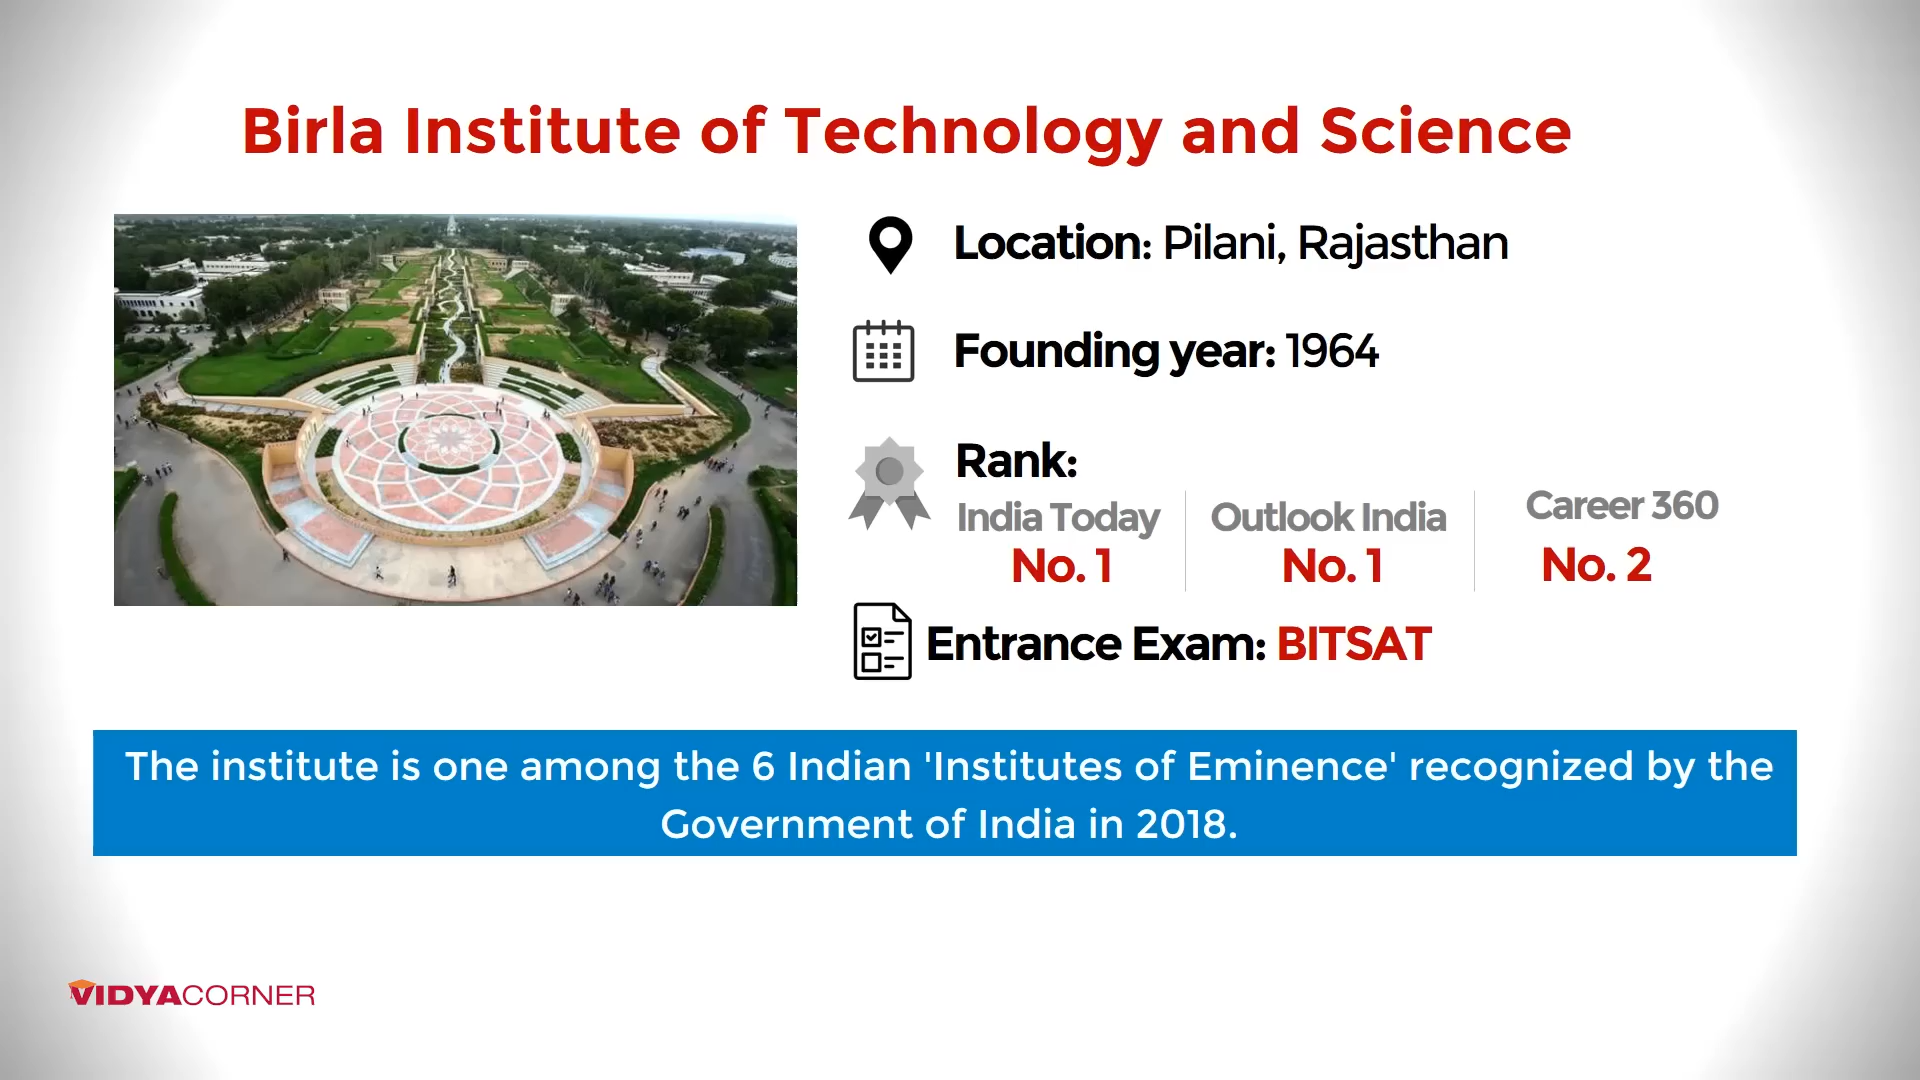 Birla Institute of Technology and Science
Location: Pilani, Rajasthan
Founding year: 1964
Rank:
India Today
No. 1
Outlook India
No. 1
Career 360
No. 2
Entrance Exam: BITSAT
The institute is one among the 6 Indian 'Institutes of Eminence' recognized by the
Government of India in 2018.
VIDYACORNER